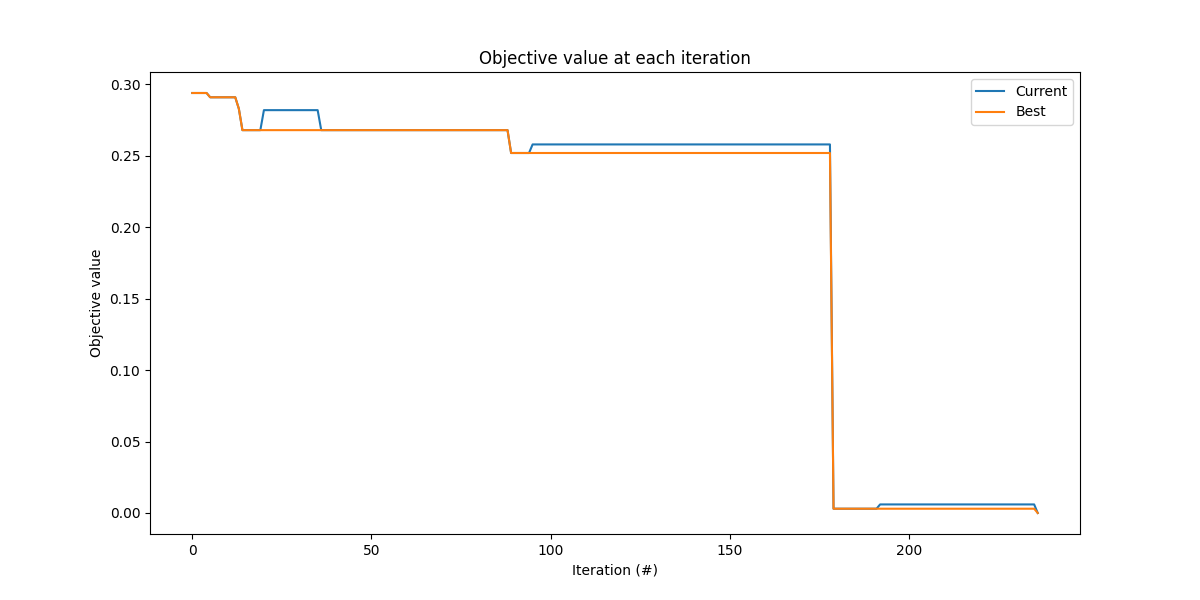 Objective value at each iteration
Current
Best
Objective value
0.30
0.25
0.20
0.15
0.10
0.05
0.00
0 50 100 150 200
Iteration (#)